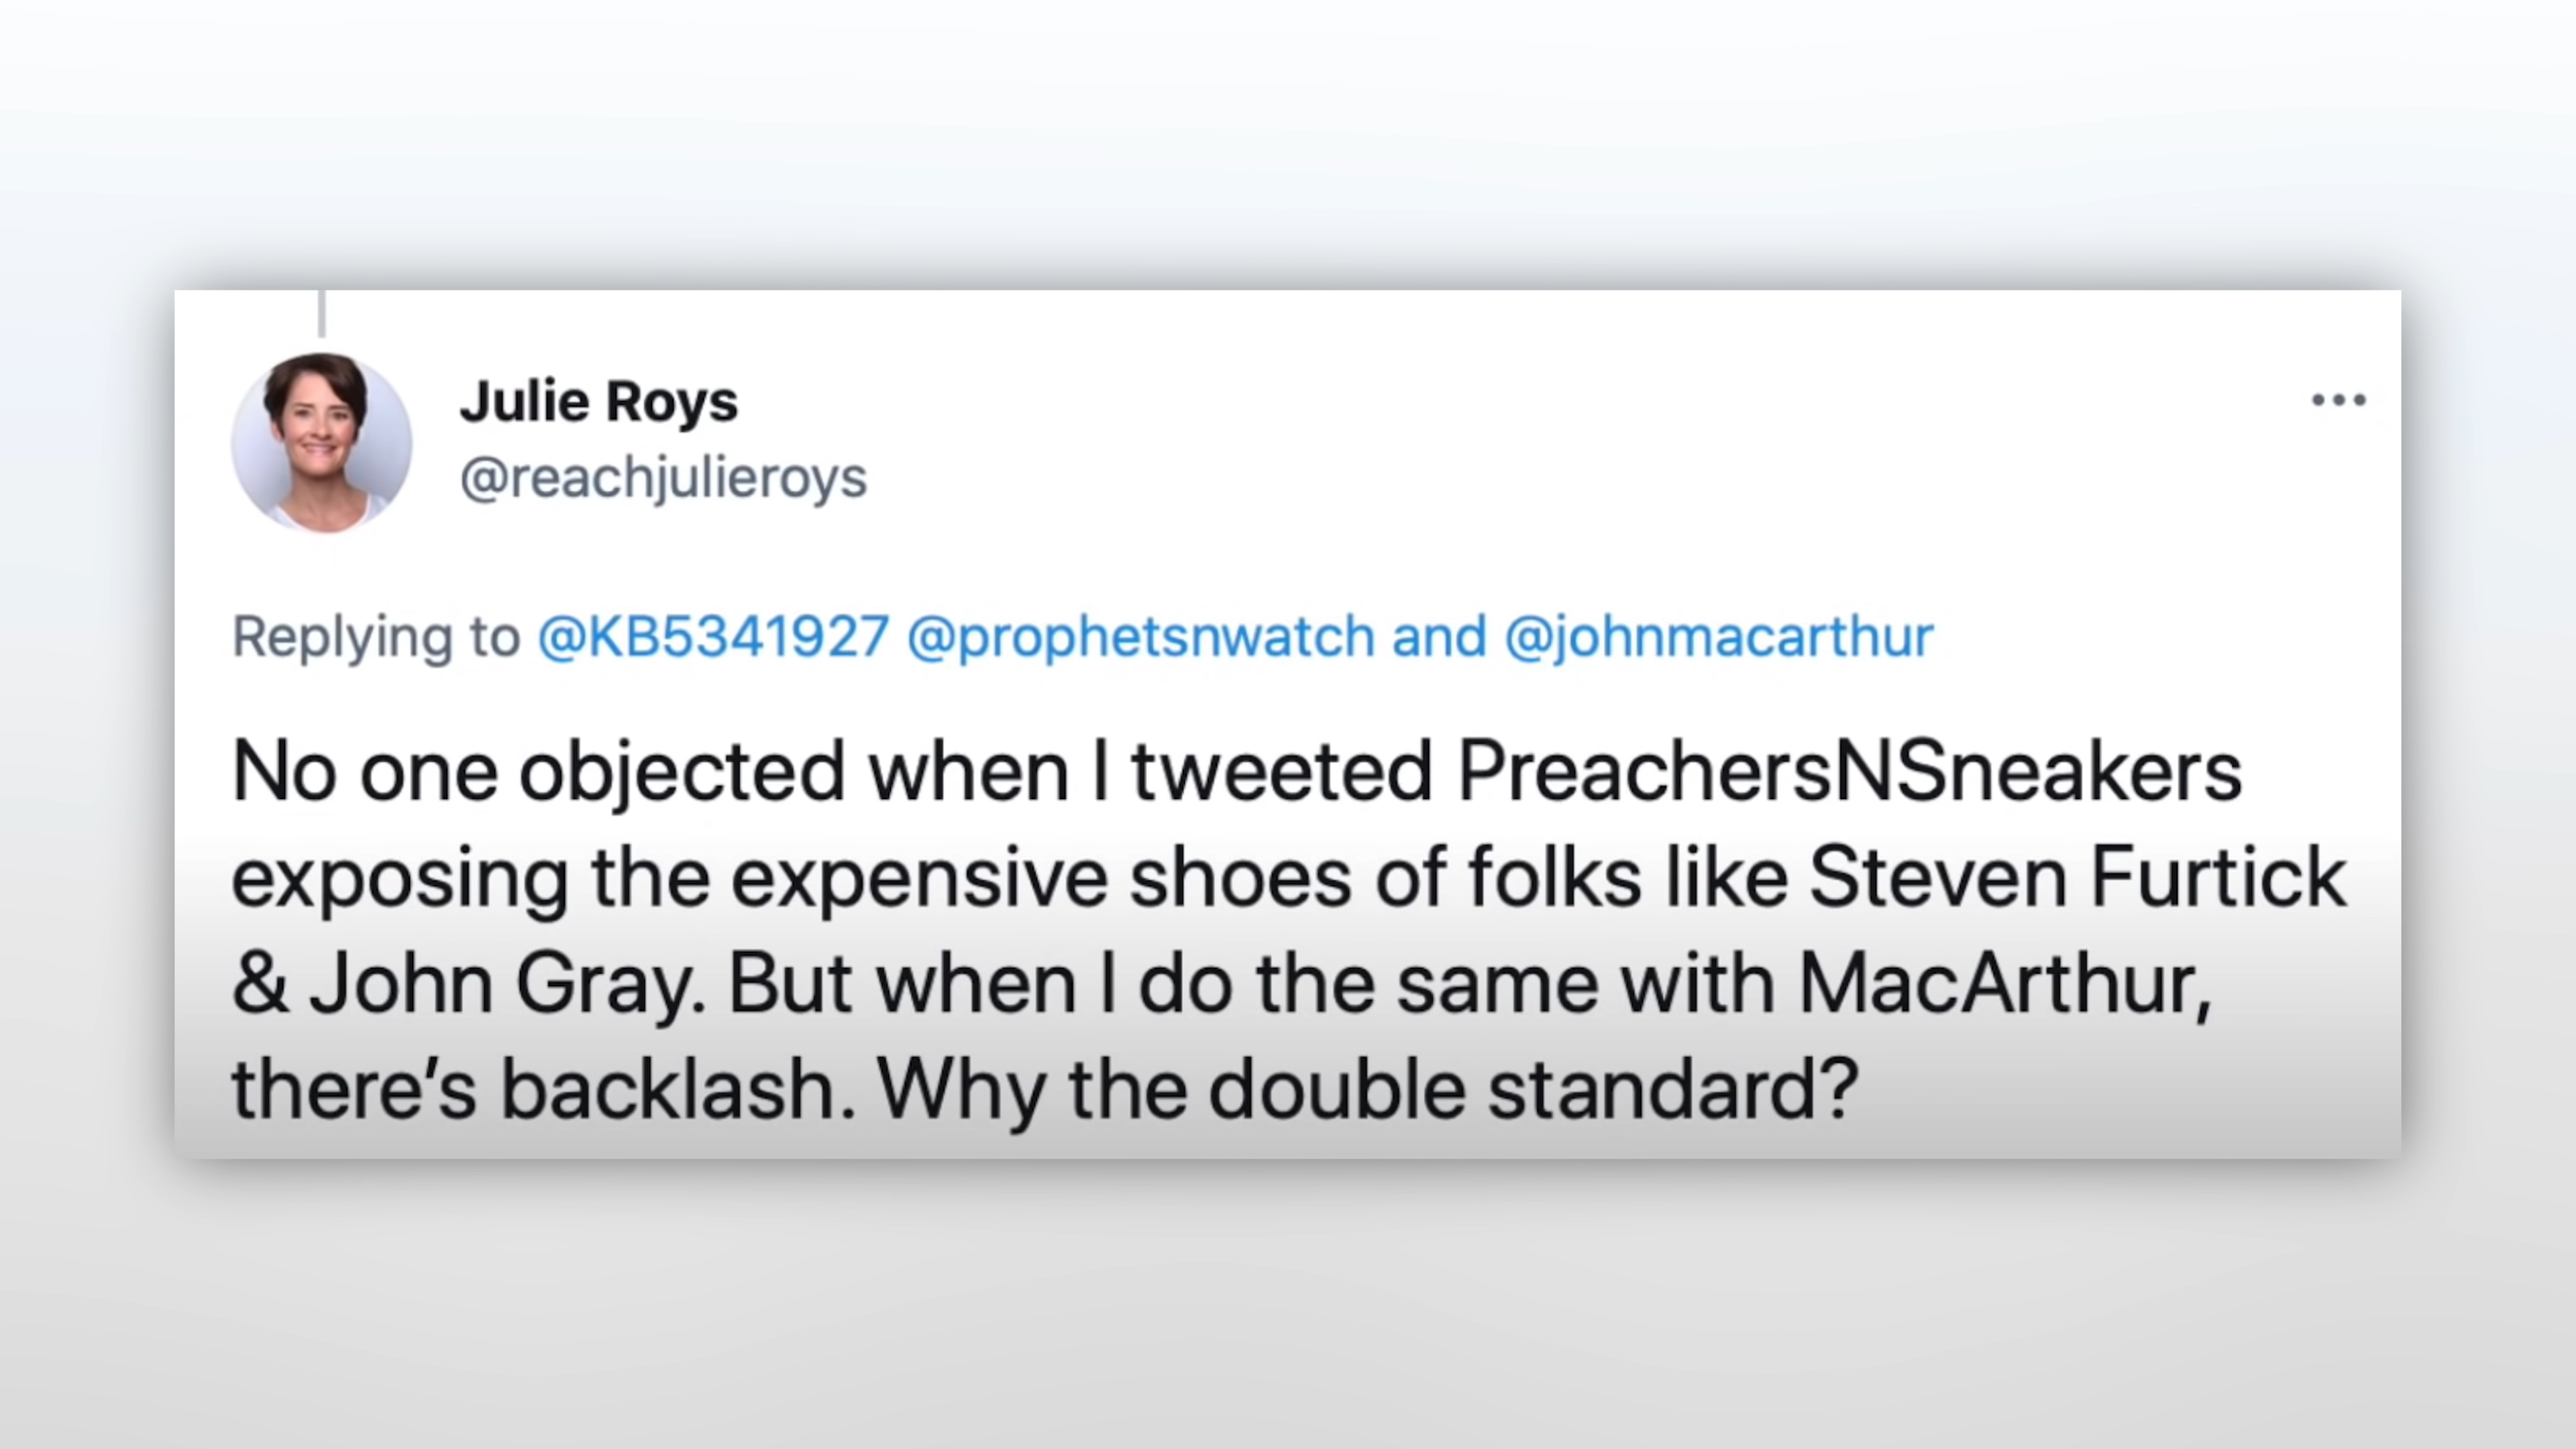 Julie Roys
@reachjulieroys
Replying to @KB5341927 @prophetsnwatch and @johnmacarthur
No one objected when I tweeted PreachersNSneakers
exposing the expensive shoes of folks like Steven Furtick
& John Gray. But when I do the same with MacArthur,
there’s backlash. Why the double standard?